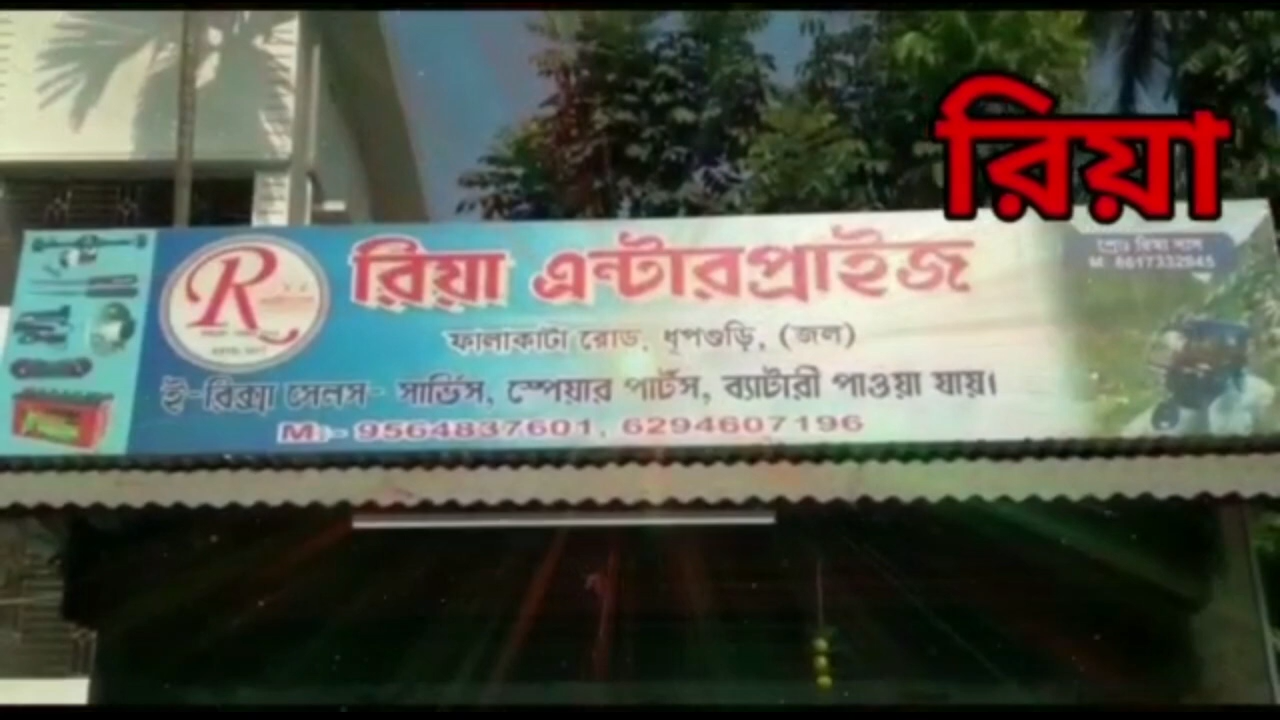 রিয়া
রিয়া এন্টারপ্রাইজ
প্রোঃ রিষা দাস
M: 8617332945
ফালাকাটা রোড, ধূপগুড়ি, (জল)
ই-রিক্সা সেলস- সার্ভিস, স্পেয়ার পার্টস, ব্যাটারী পাওয়া যায়।
M:- 9564837601, 6294607196
R